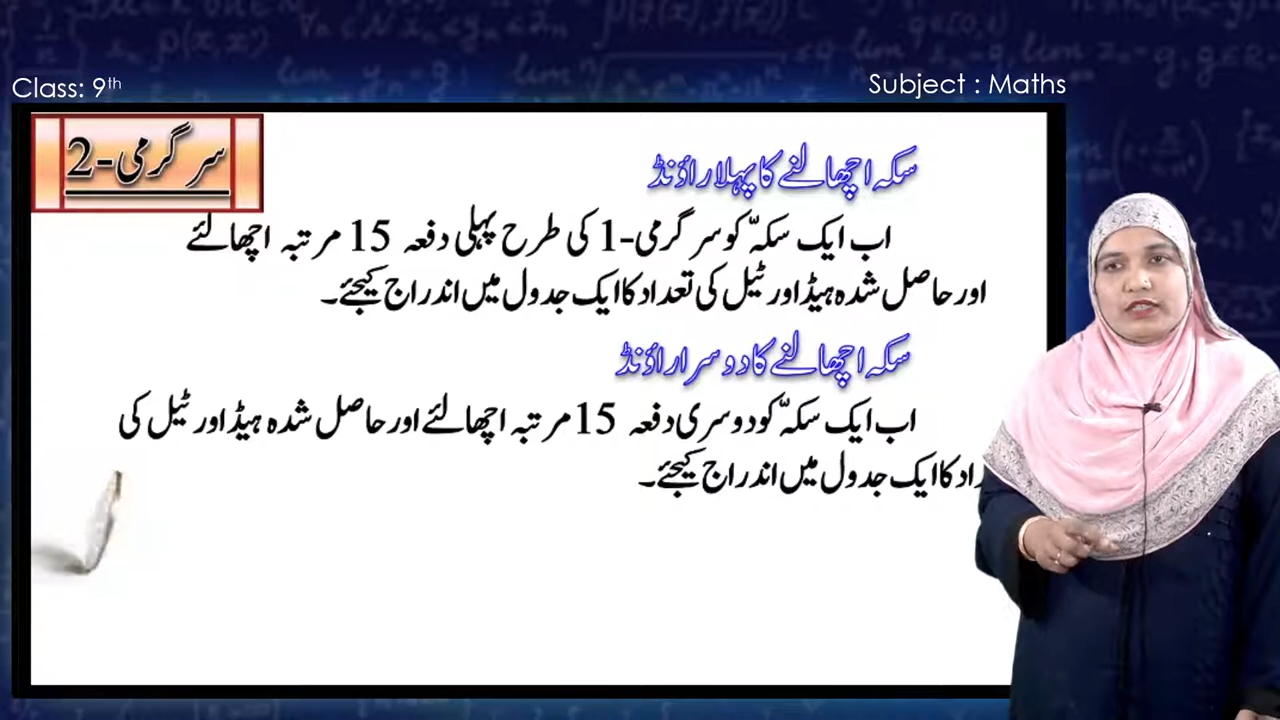 Class: 9th
Subject : Maths
سرگرمی-2
سکہ اچھالنے کا پہلا راؤنڈ
اب ایک سکہّ کو سرگرمی-1 کی طرح پہلی دفعہ 15 مرتبہ اچھالئے
اور حاصل شدہ ہیڈ اور ٹیل کی تعداد کا ایک جدول میں اندراج کیجئے۔
سکہ اچھالنے کا دوسرا راؤنڈ
اب ایک سکہّ کو دوسری دفعہ 15 مرتبہ اچھالئے اور حاصل شدہ ہیڈ اور ٹیل کی
کا ایک جدول میں اندراج کیجئے۔